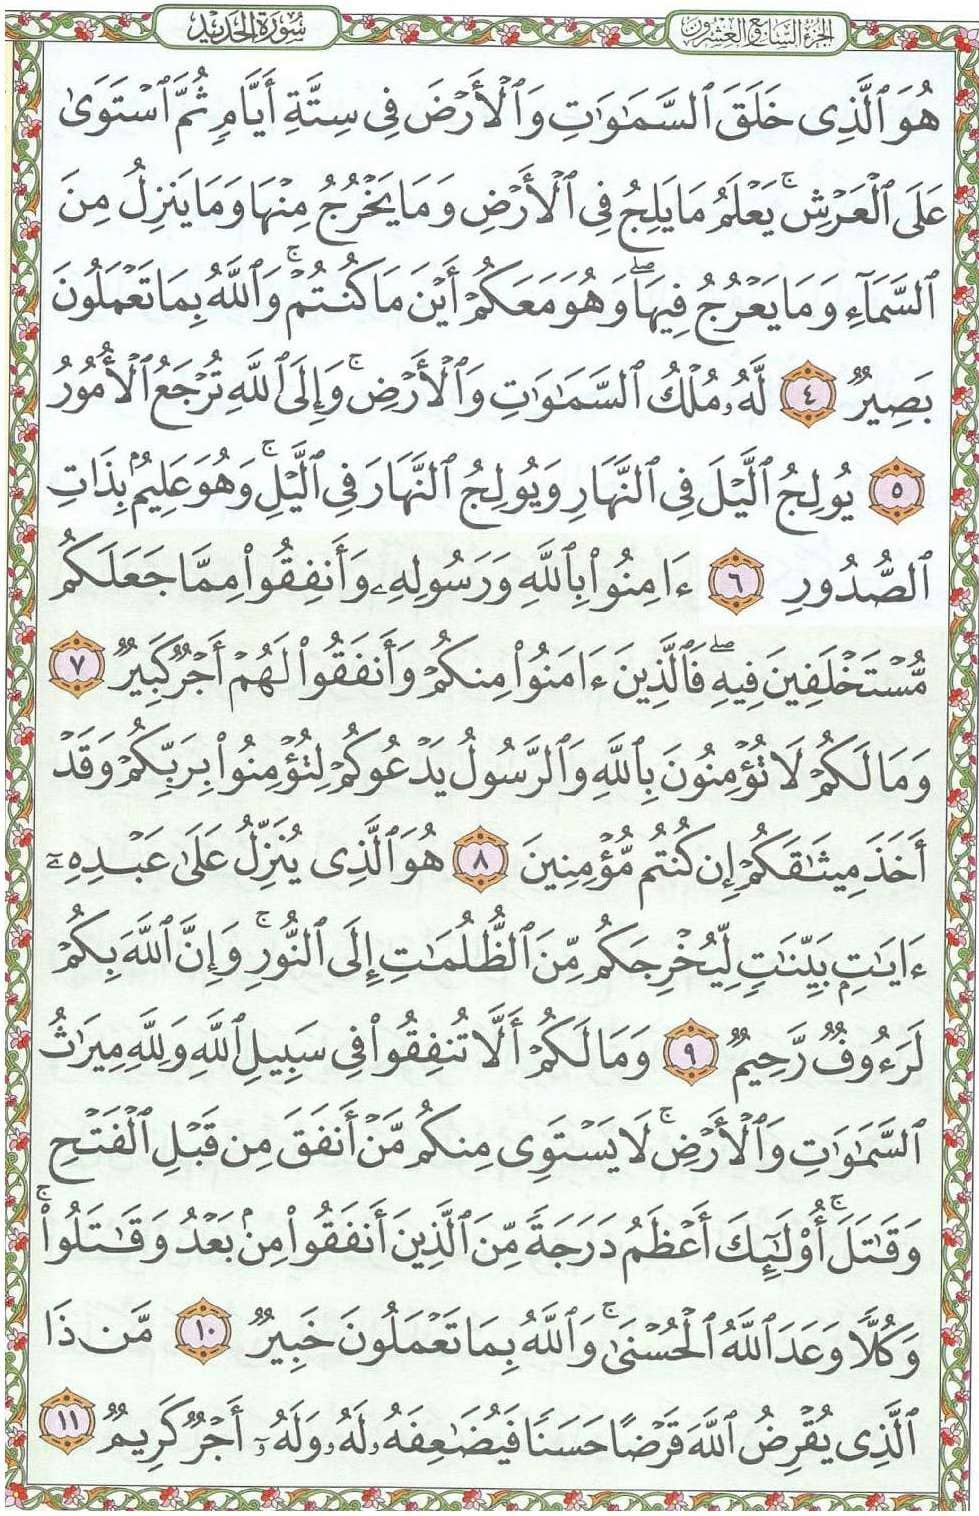 الجزء السابع والعشرون
سورة الحديد
هُوَ ٱلَّذِى خَلَقَ ٱلسَّمَٰوَٰتِ وَٱلْأَرْضَ فِى سِتَّةِ أَيَّامٍ ثُمَّ ٱسْتَوَىٰ
عَلَى ٱلْعَرْشِ ۚ يَعْلَمُ مَا يَلِجُ فِى ٱلْأَرْضِ وَمَا يَخْرُجُ مِنْهَا وَمَا يَنزِلُ مِنَ
ٱلسَّمَآءِ وَمَا يَعْرُجُ فِيهَا ۖ وَهُوَ مَعَكُمْ أَيْنَ مَا كُنتُمْ ۚ وَٱللَّهُ بِمَا تَعْمَلُونَ
بَصِيرٌ ٤ لَّهُۥ مُلْكُ ٱلسَّمَٰوَٰتِ وَٱلْأَرْضِ ۚ وَإِلَى ٱللَّهِ تُرْجَعُ ٱلْأُمُورُ
٥ يُولِجُ ٱلَّيْلَ فِى ٱلنَّهَارِ وَيُولِجُ ٱلنَّهَارَ فِى ٱلَّيْلِ ۚ وَهُوَ عَلِيمٌۢ بِذَاتِ
ٱلصُّدُورِ ٦ ءَامِنُوا۟ بِٱللَّهِ وَرَسُولِهِۦ وَأَنفِقُوا۟ مِمَّا جَعَلَكُم
مُّسْتَخْلَفِينَ فِيهِ ۖ فَٱلَّذِينَ ءَامَنُوا۟ مِنكُمْ وَأَنفَقُوا۟ لَهُمْ أَجْرٌ كَبِيرٌ ٧
وَمَا لَكُمْ لَا تُؤْمِنُونَ بِٱللَّهِ وَٱلرَّسُولُ يَدْعُوكُمْ لِتُؤْمِنُوا۟ بِرَبِّكُمْ وَقَدْ
أَخَذَ مِيثَٰقَكُمْ إِن كُنتُم مُّؤْمِنِينَ ٨ هُوَ ٱلَّذِى يُنَزِّلُ عَلَىٰ عَبْدِهِۦٓ
ءَايَٰتٍۭ بَيِّنَٰتٍ لِّيُخْرِجَكُم مِّنَ ٱلظُّلُمَٰتِ إِلَى ٱلنُّورِ ۚ وَإِنَّ ٱللَّهَ بِكُمْ
لَرَءُوفٌ رَّحِيمٌ ٩ وَمَا لَكُمْ أَلَّا تُنفِقُوا۟ فِى سَبِيلِ ٱللَّهِ وَلِلَّهِ مِيرَٰثُ
ٱلسَّمَٰوَٰتِ وَٱلْأَرْضِ ۚ لَا يَسْتَوِى مِنكُم مَّنْ أَنفَقَ مِن قَبْلِ ٱلْفَتْحِ
وَقَٰتَلَ ۚ أُو۟لَٰٓئِكَ أَعْظَمُ دَرَجَةً مِّنَ ٱلَّذِينَ أَنفَقُوا۟ مِنۢ بَعْدُ وَقَٰتَلُوا۟ ۚ
وَكُلًّا وَعَدَ ٱللَّهُ ٱلْحُسْنَىٰ ۚ وَٱللَّهُ بِمَا تَعْمَلُونَ خَبِيرٌ ١٠ مَّن ذَا
ٱلَّذِى يُقْرِضُ ٱللَّهَ قَرْضًا حَسَنًا فَيُضَٰعِفَهُۥ لَهُۥ وَلَهُۥٓ أَجْرٌ كَرِيمٌ ١١